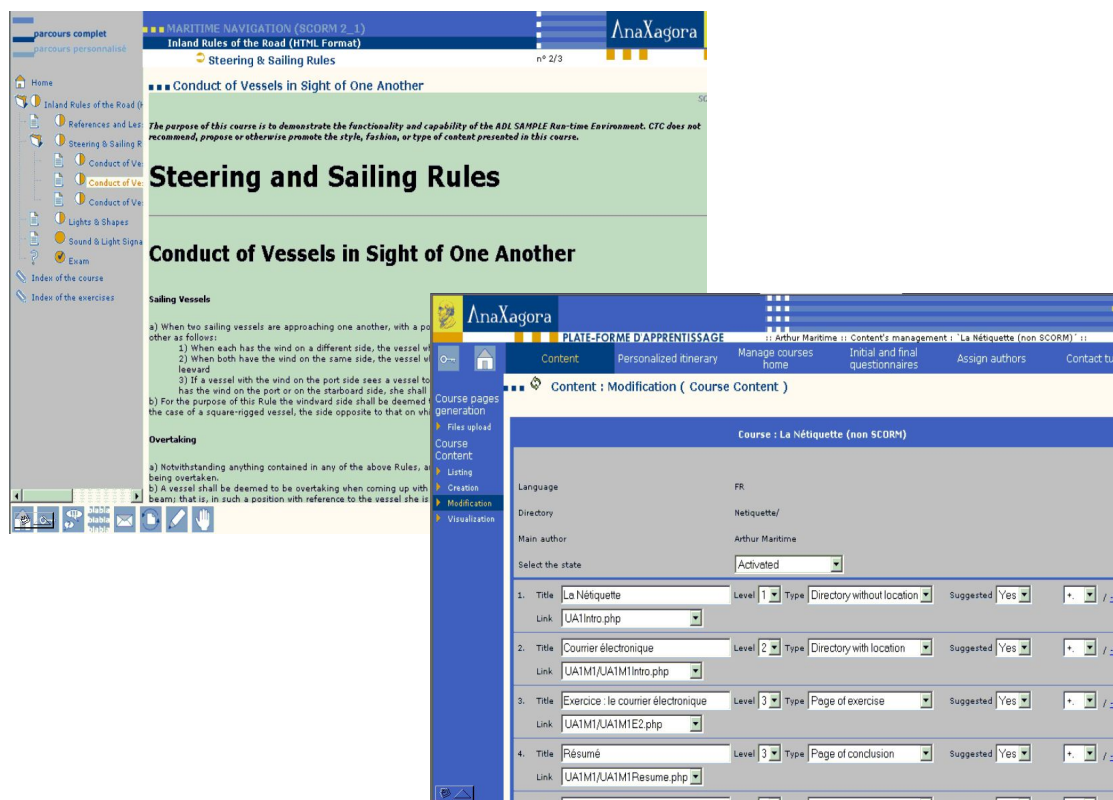 parcours complet
parcours personnalisé
MARITIME NAVIGATION (SCORM 2_1)
Inland Rules of the Road (HTML Format)
Steering & Sailing Rules
n° 2/3
AnaXagora
Home
Inland Rules of the Road (H
References and Les
Steering & Sailing R
Conduct of Ve
Conduct of Ve
Conduct of Ve
Lights & Shapes
Sound & Light Signa
Exam
Index of the course
Index of the exercises
Conduct of Vessels in Sight of One Another
The purpose of this course is to demonstrate the functionality and capability of the ADL SAMPLE Run-time Environment. CTC does not
recommend, propose or otherwise promote the style, fashion, or type of content presented in this course.
Steering and Sailing Rules
Conduct of Vessels in Sight of One Another
Sailing Vessels
a) When two sailing vessels are approaching one another, with a po
other as follows:
1) When each has the wind on a different side, the vessel w
2) When both have the wind on the same side, the vessel w
leeward
3) If a vessel with the wind on the port side sees a vessel to
has the wind on the port or on the starboard side, she shall
b) For the purpose of this Rule the windward side shall be deemed
the case of a square-rigged vessel, the side opposite to that on whi
Overtaking
a) Notwithstanding anything contained in any of the above Rules, a
being overtaken.
b) A vessel shall be deemed to be overtaking when coming up with
beam; that is, in such a position with reference to the vessel she is
blabla
blabla
blabla
AnaXagora
PLATE-FORME D'APPRENTISSAGE
:: Arthur Maritime :: Content's management : `La Nétiquette (non SCORM)` ::
Content
Personalized itinerary
Manage courses home
Initial and final questionnaires
Assign authors
Contact tu
Content : Modification ( Course Content )
Course pages
generation
Files upload
Course
Content
Listing
Creation
Modification
Visualization
Course : La Nétiquette (non SCORM)
Language FR
Directory Netiquette/
Main author Arthur Maritime
Select the state Activated
1. Title La Nétiquette Level 1 Type Directory without location Suggested Yes +. /
Link UA1Intro.php
2. Title Courrier électronique Level 2 Type Directory with location Suggested Yes +. /
Link UA1M1/UA1M1Intro.php
3. Title Exercice : le courrier électronique Level 3 Type Page of exercise Suggested Yes +. /
Link UA1M1/UA1M1E2.php
4. Title Résumé Level 3 Type Page of conclusion Suggested Yes +. /
Link UA1M1/UA1M1Resume.php